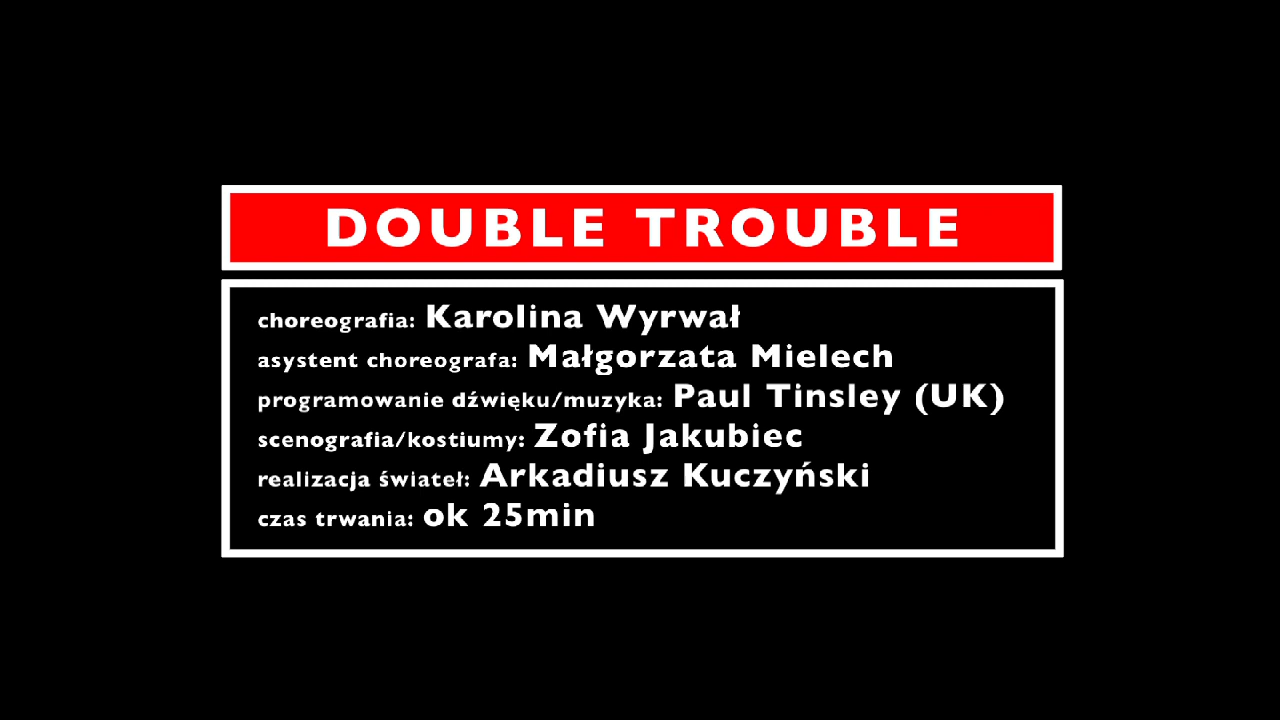 DOUBLE TROUBLE
choreografia: Karolina Wyrwał
asystent choreografa: Małgorzata Mielech
programowanie dźwięku/muzyka: Paul Tinsley (UK)
scenografia/kostiumy: Zofia Jakubiec
realizacja świateł: Arkadiusz Kuczyński
czas trwania: ok 25min